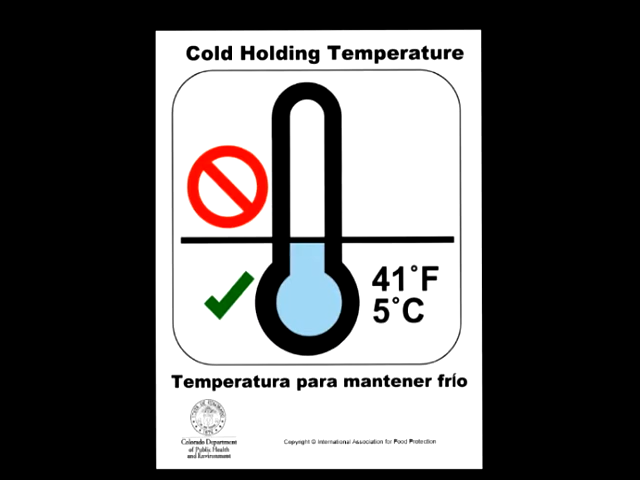 Cold Holding Temperature
41°F
5°C
Temperatura para mantener frío
Colorado Department
of Public Health
and Environment
Copyright © International Association for Food Protection